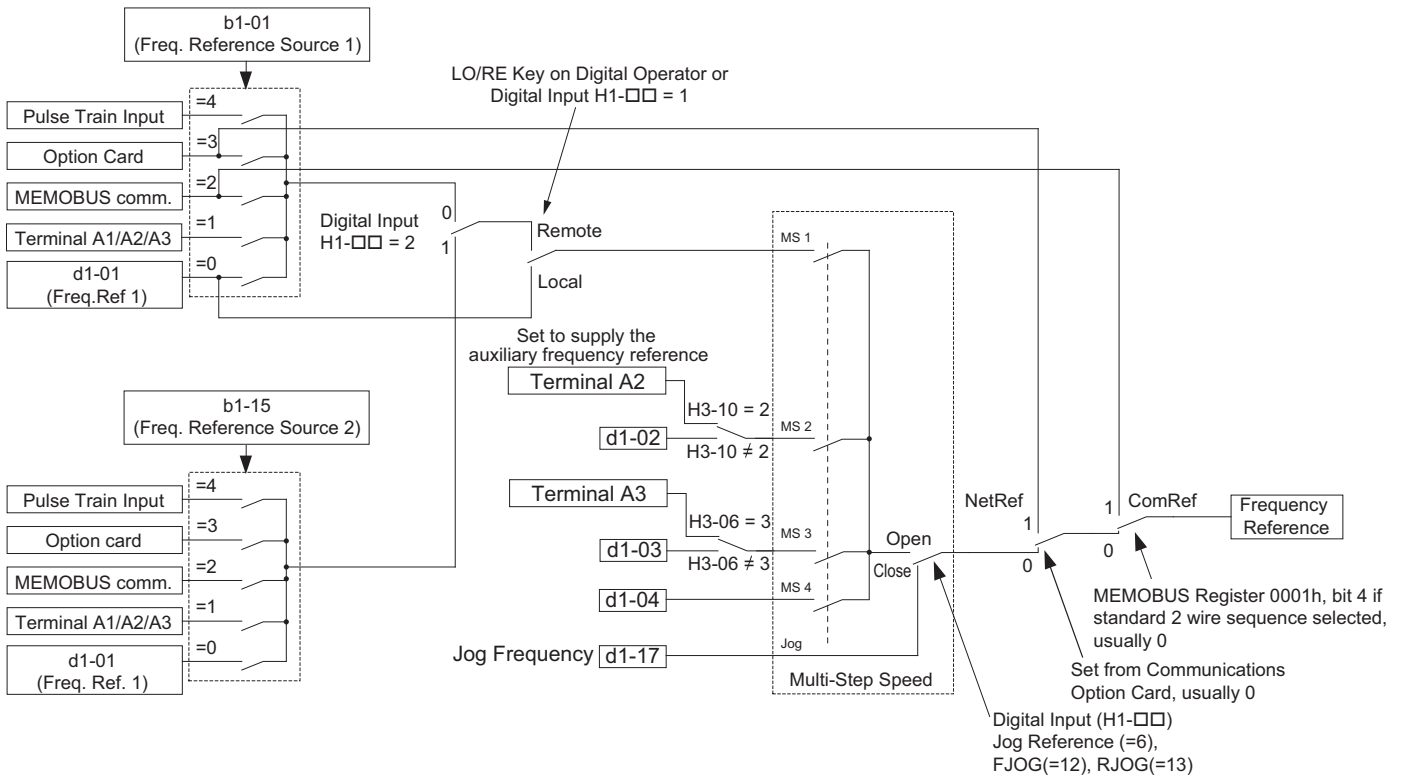 b1-01
(Freq. Reference Source 1)
LO/RE Key on Digital Operator or
Digital Input H1-□□ = 1
Pulse Train Input
=4
Option Card
=3
MEMOBUS comm.
=2
Terminal A1/A2/A3
=1
d1-01
(Freq.Ref 1)
=0
Digital Input
H1-□□ = 2
0
1
Remote
Local
MS 1
Set to supply the
auxiliary frequency reference
Terminal A2
H3-10 = 2
d1-02
H3-10 ≠ 2
MS 2
Terminal A3
H3-06 = 3
d1-03
H3-06 ≠ 3
MS 3
d1-04
MS 4
Jog Frequency
d1-17
Jog
Multi-Step Speed
Open
Close
NetRef
1
0
ComRef
1
0
Frequency
Reference
MEMOBUS Register 0001h, bit 4 if
standard 2 wire sequence selected,
usually 0
Set from Communications
Option Card, usually 0
Digital Input (H1-□□)
Jog Reference (=6),
FJOG(=12), RJOG(=13)
b1-15
(Freq. Reference Source 2)
Pulse Train Input
=4
Option card
=3
MEMOBUS comm.
=2
Terminal A1/A2/A3
=1
d1-01
(Freq. Ref. 1)
=0